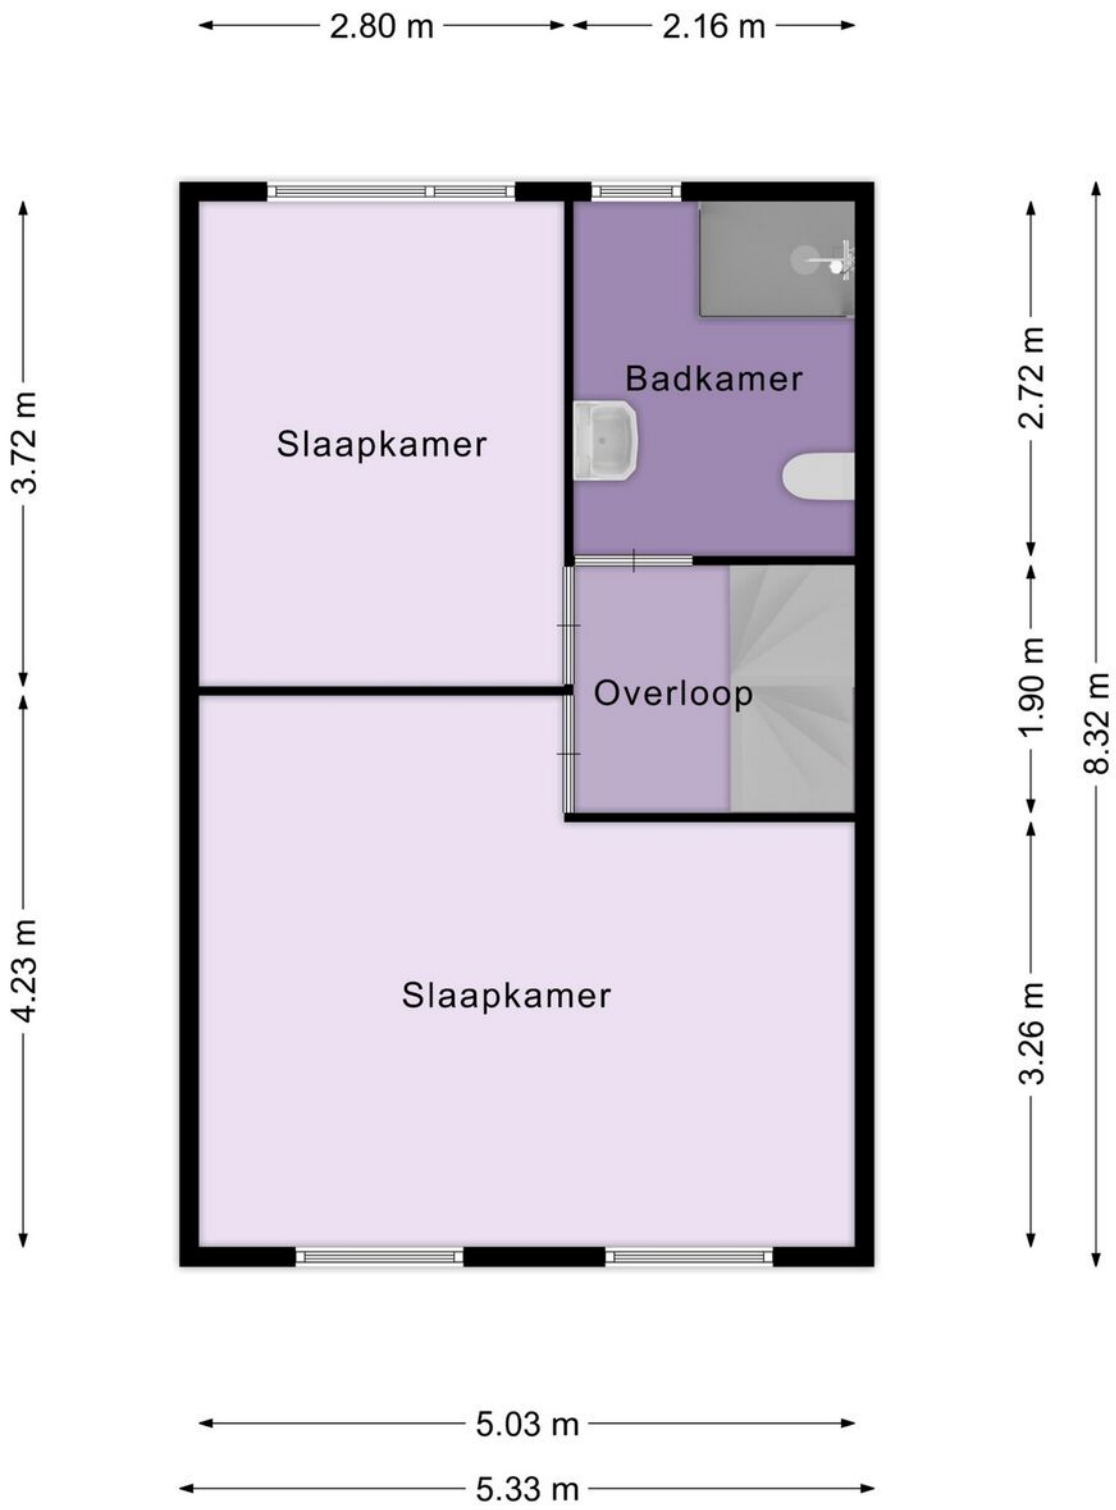 2.80 m
2.16 m
3.72 m
2.72 m
Badkamer
Slaapkamer
Overloop
1.90 m
8.32 m
4.23 m
Slaapkamer
3.26 m
5.03 m
5.33 m